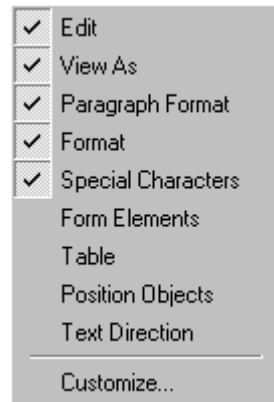 Edit
View As
Paragraph Format
Format
Special Characters
Form Elements
Table
Position Objects
Text Direction
Customize...